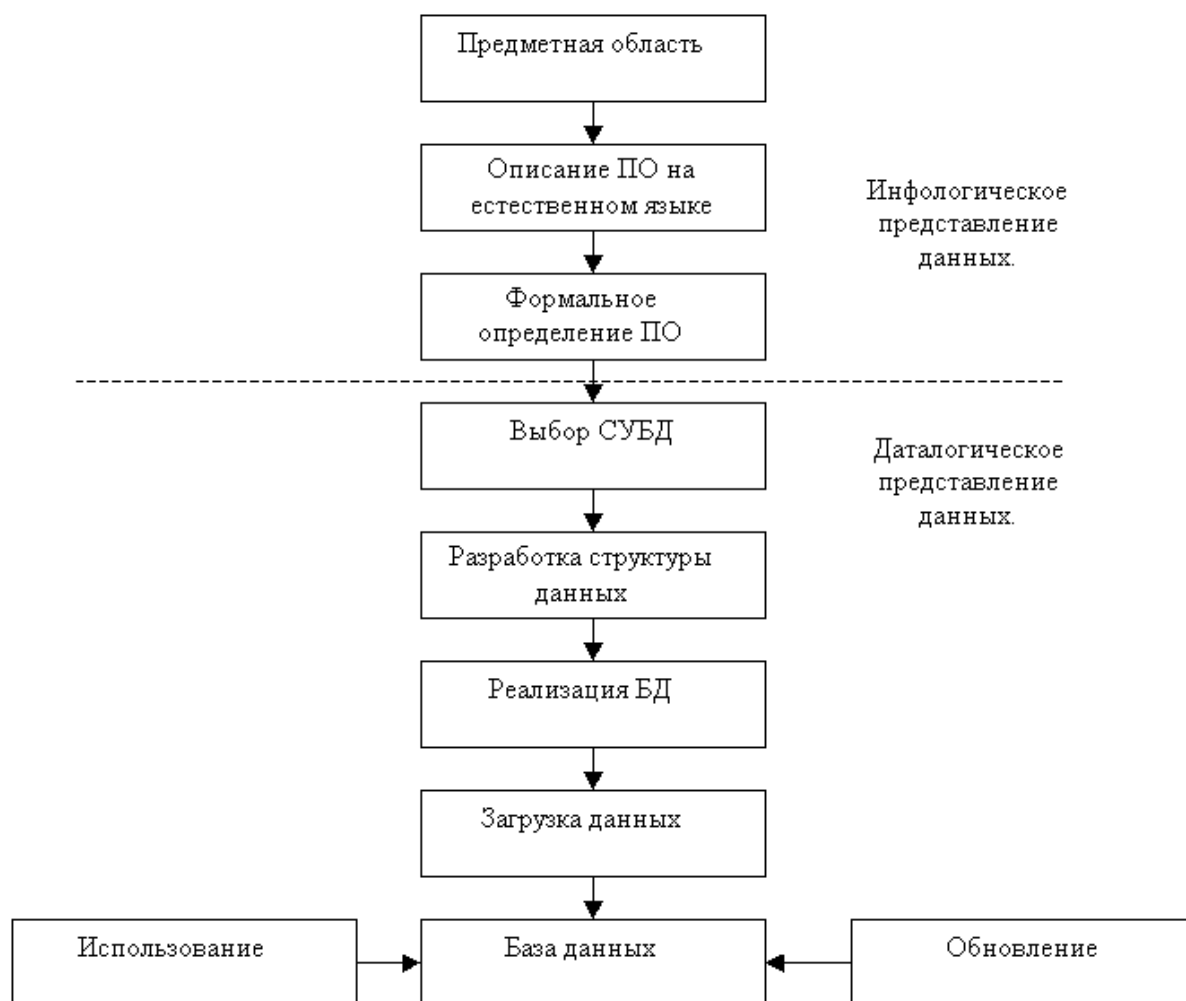 Предметная область
Описание ПО на
естественном языке
Инфологическое
представление
данных.
Формальное
определение ПО
Выбор СУБД
Даталогическое
представление
данных.
Разработка структуры
данных
Реализация БД
Загрузка данных
Использование
База данных
Обновление